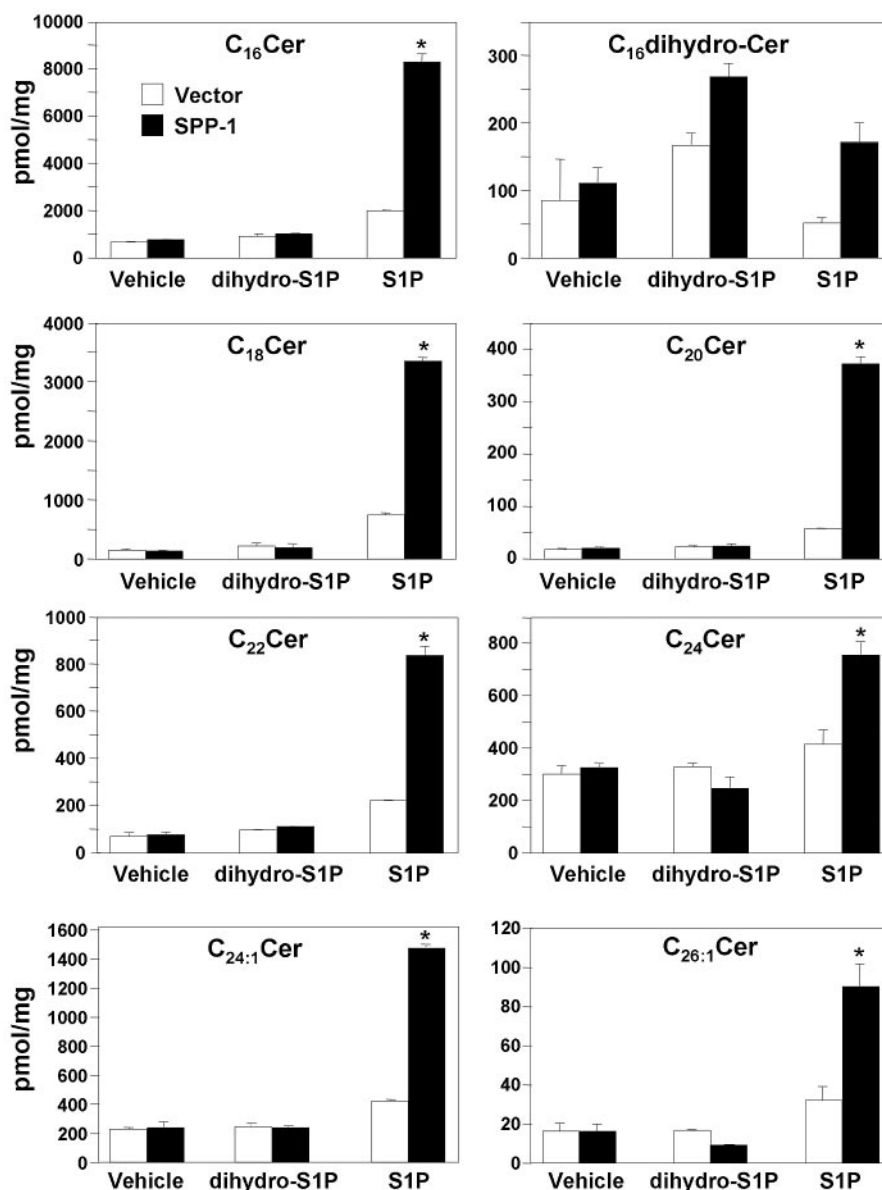 C₁₆Cer
pmol/mg
10000
8000
6000
4000
2000
0
Vector
SPP-1
*
Vehicle dihydro-S1P S1P
C₁₆dihydro-Cer
300
200
100
0
Vehicle dihydro-S1P S1P
C₁₈Cer
pmol/mg
4000
3000
2000
1000
0
*
Vehicle dihydro-S1P S1P
C₂₀Cer
400
300
200
100
0
*
Vehicle dihydro-S1P S1P
C₂₂Cer
pmol/mg
1000
800
600
400
200
0
*
Vehicle dihydro-S1P S1P
C₂₄Cer
800
600
400
200
0
*
Vehicle dihydro-S1P S1P
C₂₄:₁Cer
pmol/mg
1600
1400
1200
1000
800
600
400
200
0
*
Vehicle dihydro-S1P S1P
C₂₆:₁Cer
120
100
80
60
40
20
0
*
Vehicle dihydro-S1P S1P